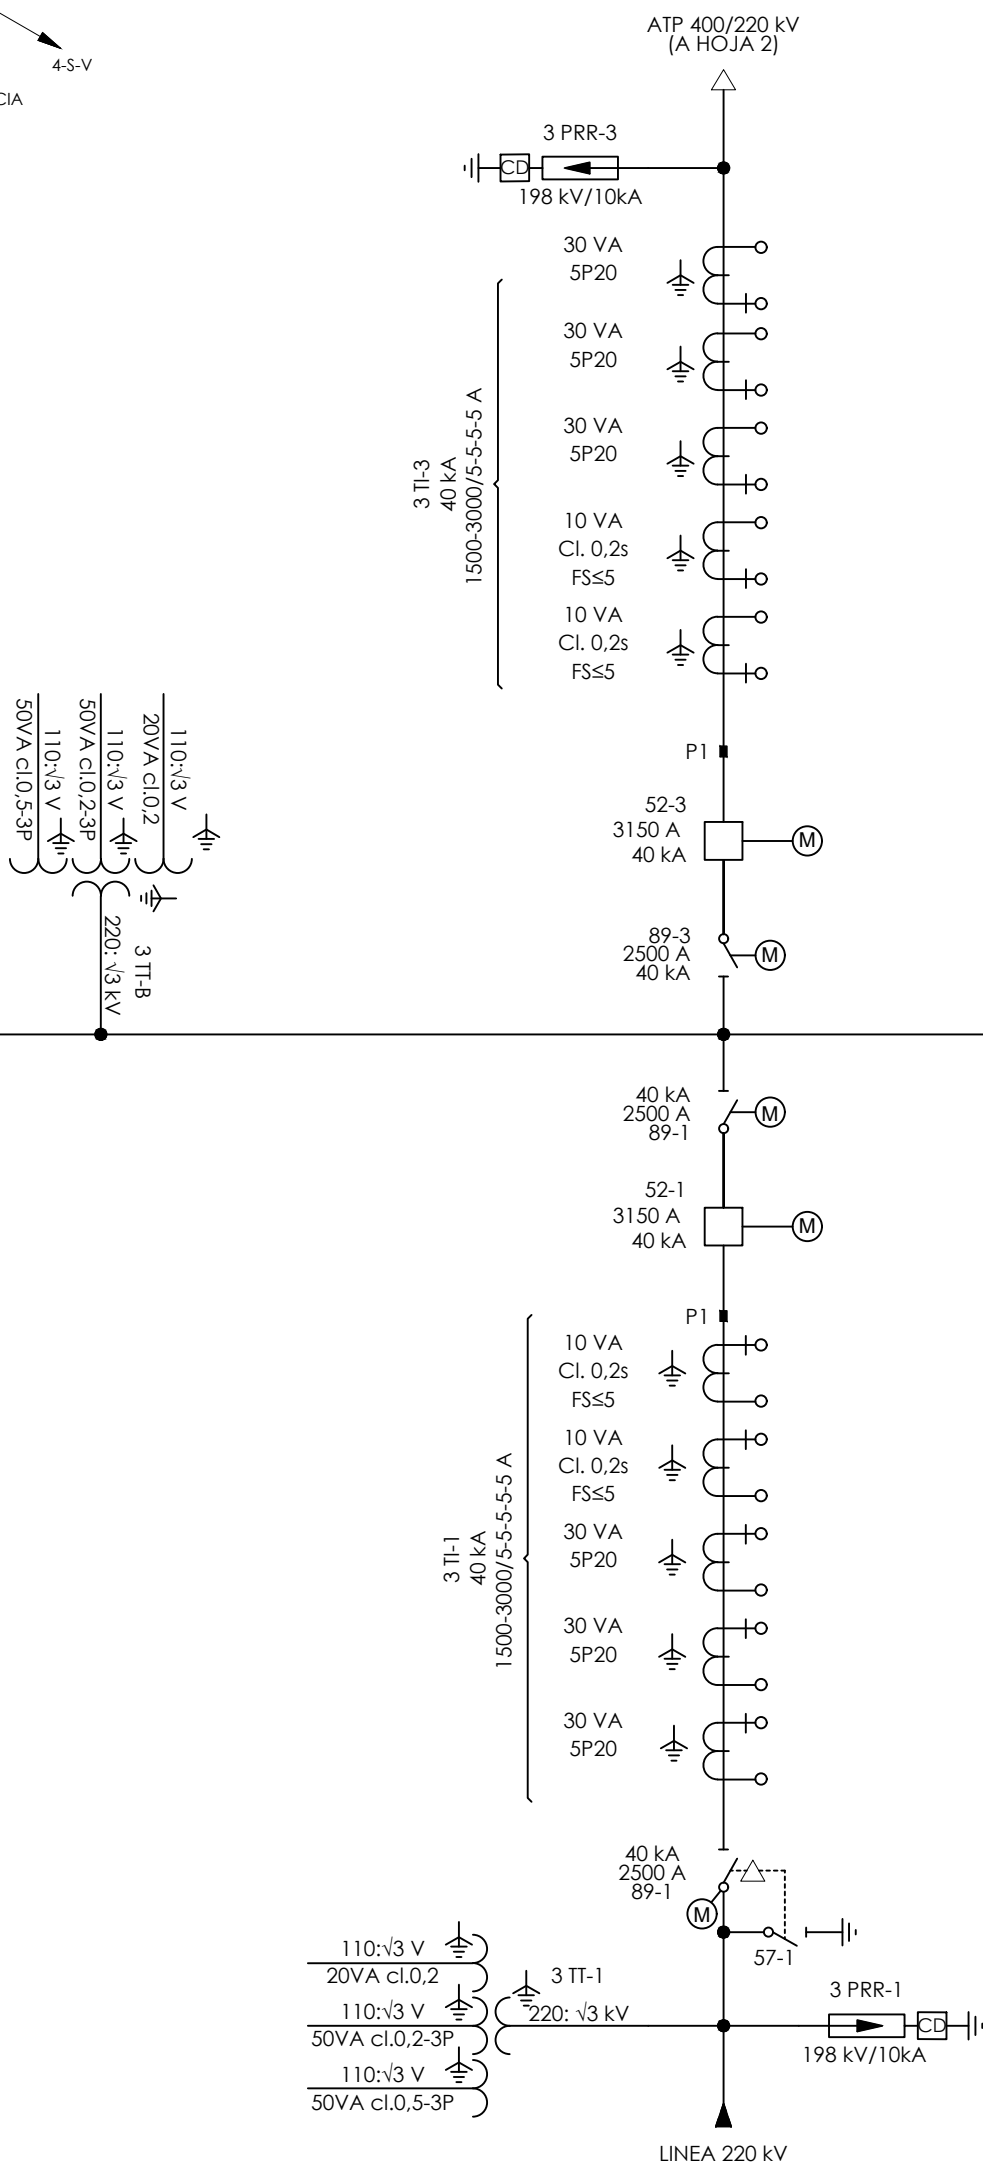 4-S-V
CIA
ATP 400/220 kV
(A HOJA 2)
3 PRR-3
CD
198 kV/10kA
30 VA
5P20
30 VA
5P20
30 VA
5P20
10 VA
Cl. 0,2s
FS≤5
10 VA
Cl. 0,2s
FS≤5
3 TI-3
40 kA
1500-3000/5-5-5-5-5 A
P1
52-3
3150 A
40 kA
M
89-3
2500 A
40 kA
M
110:√3 V
20VA cl.0,2
110:√3 V
50VA cl.0,2-3P
110:√3 V
50VA cl.0,5-3P
3 TT-B
220: √3 kV
40 kA
2500 A
89-1
M
52-1
3150 A
40 kA
M
P1
10 VA
Cl. 0,2s
FS≤5
10 VA
Cl. 0,2s
FS≤5
30 VA
5P20
30 VA
5P20
30 VA
5P20
3 TI-1
40 kA
1500-3000/5-5-5-5-5-5 A
40 kA
2500 A
89-1
M
57-1
110:√3 V
20VA cl.0,2
110:√3 V
50VA cl.0,2-3P
110:√3 V
50VA cl.0,5-3P
3 TT-1
220: √3 kV
3 PRR-1
CD
198 kV/10kA
LINEA 220 kV